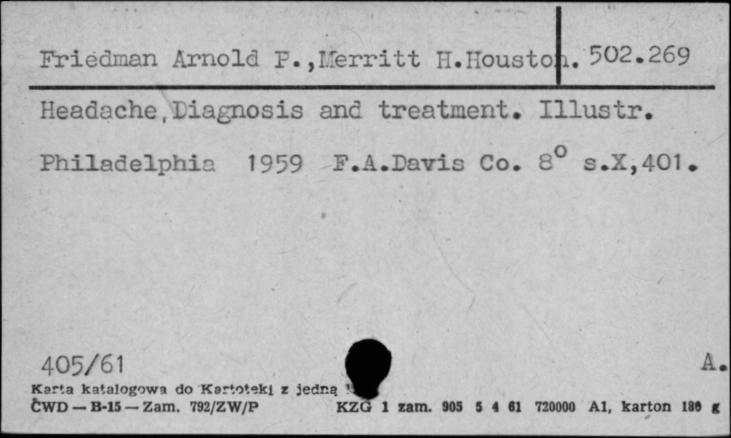 Friedman Arnold P.,Merritt H.Houston. 502.269
Headache,Diagnosis and treatment. Illustr.
Philadelphia 1959 F.A.Davis Co. 8° s.X,401.
405/61 A.
Karta katalogowa do Kartoteki z jedną
ČWD — B-15 — Zam. 792/ZW/P KZG 1 zam. 905 5 4 61 720000 A1, karton 180 g